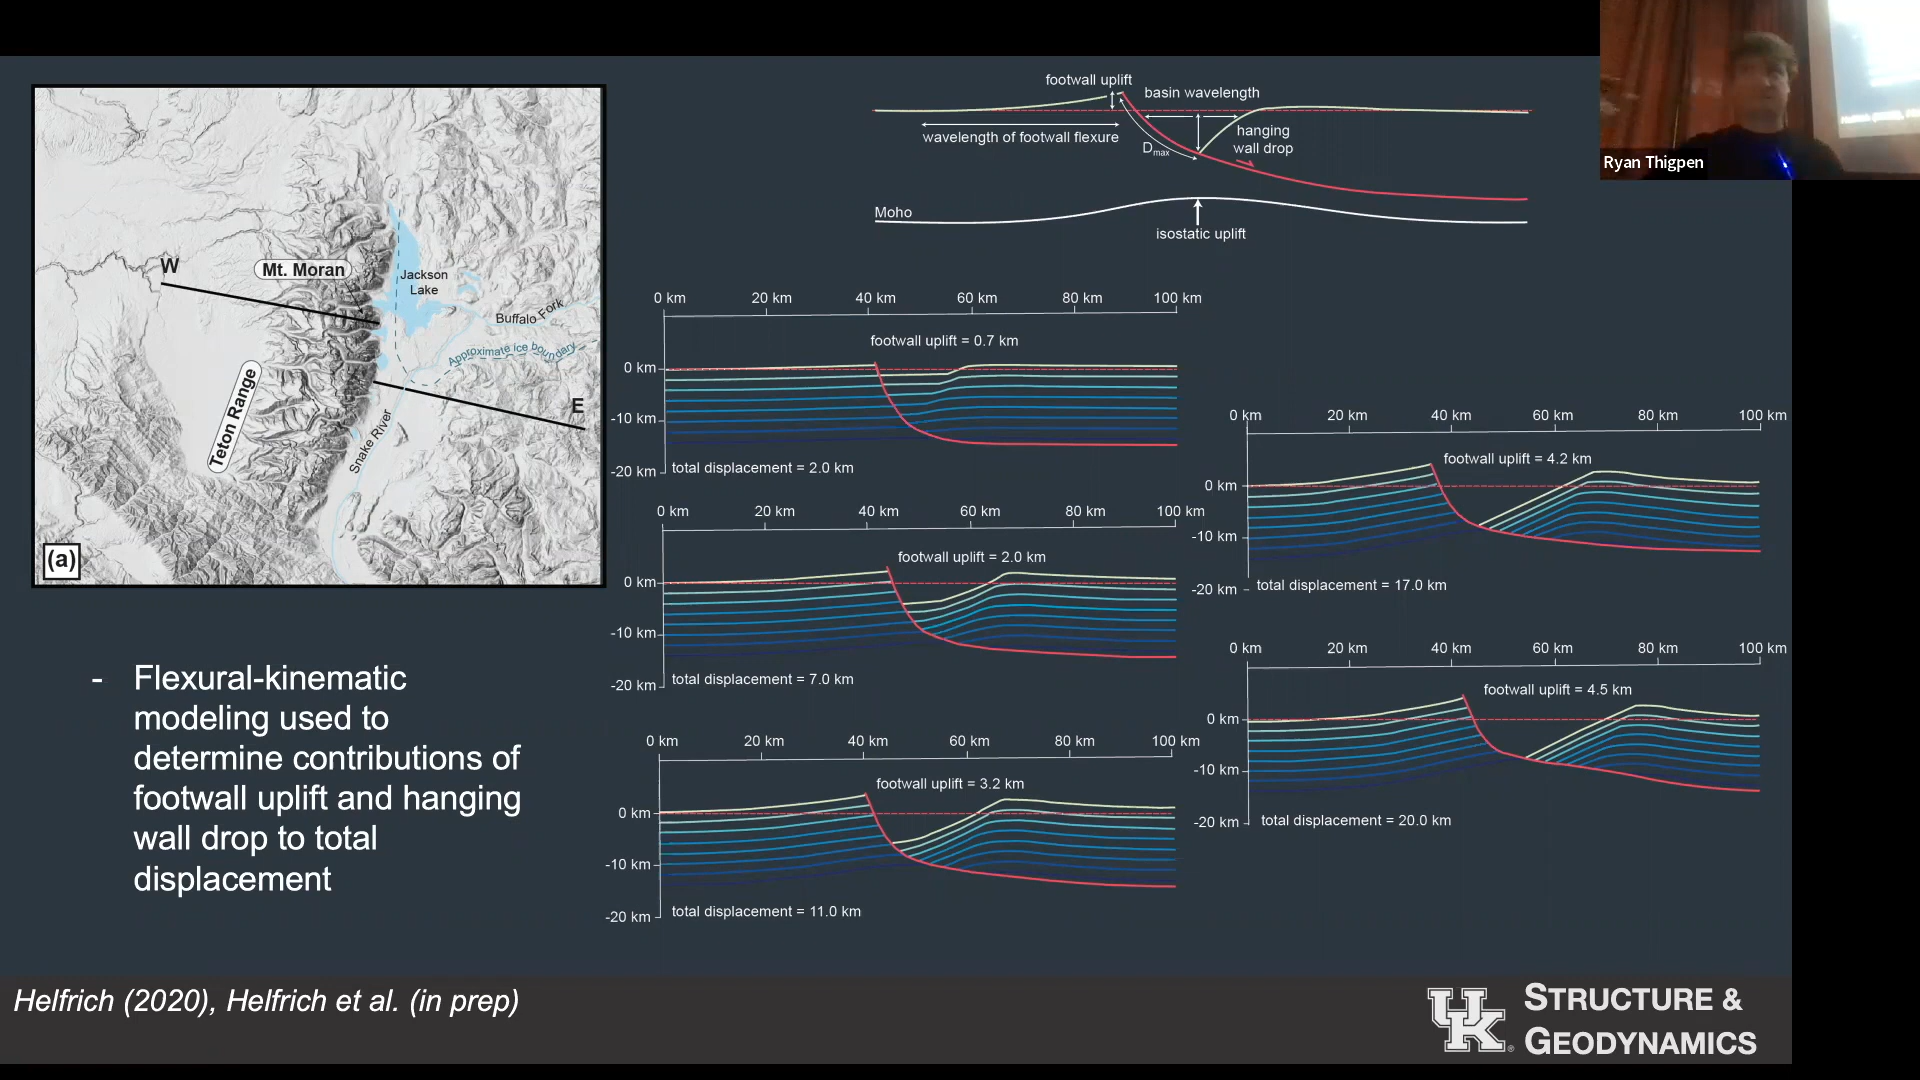 W
Mt. Moran
Jackson
Lake
Buffalo Fork
Approximate ice boundary
Teton Range
Snake River
E
(a)
footwall uplift
basin wavelength
wavelength of footwall flexure
hanging
wall drop
Dmax
Moho
isostatic uplift
Ryan Thigpen
0 km 20 km 40 km 60 km 80 km 100 km
footwall uplift = 0.7 km
0 km
-10 km
-20 km
total displacement = 2.0 km
0 km 20 km 40 km 60 km 80 km 100 km
footwall uplift = 2.0 km
0 km
-10 km
-20 km
total displacement = 7.0 km
0 km 20 km 40 km 60 km 80 km 100 km
footwall uplift = 3.2 km
0 km
-10 km
-20 km
total displacement = 11.0 km
0 km 20 km 40 km 60 km 80 km 100 km
footwall uplift = 4.2 km
0 km
-10 km
-20 km
total displacement = 17.0 km
0 km 20 km 40 km 60 km 80 km 100 km
footwall uplift = 4.5 km
0 km
-10 km
-20 km
total displacement = 20.0 km
- Flexural-kinematic
modeling used to
determine contributions of
footwall uplift and hanging
wall drop to total
displacement
Helfrich (2020), Helfrich et al. (in prep)
UK
STRUCTURE &
GEODYNAMICS